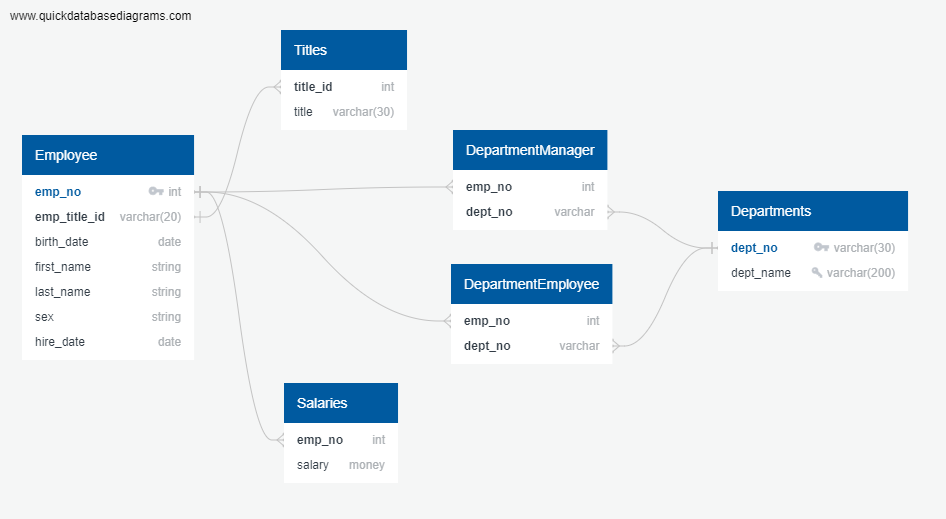 www.quickdatabasediagrams.com
Titles
title_id int
title varchar(30)
Employee
emp_no int
emp_title_id varchar(20)
birth_date date
first_name string
last_name string
sex string
hire_date date
DepartmentManager
emp_no int
dept_no varchar
Departments
dept_no varchar(30)
dept_name varchar(200)
DepartmentEmployee
emp_no int
dept_no varchar
Salaries
emp_no int
salary money